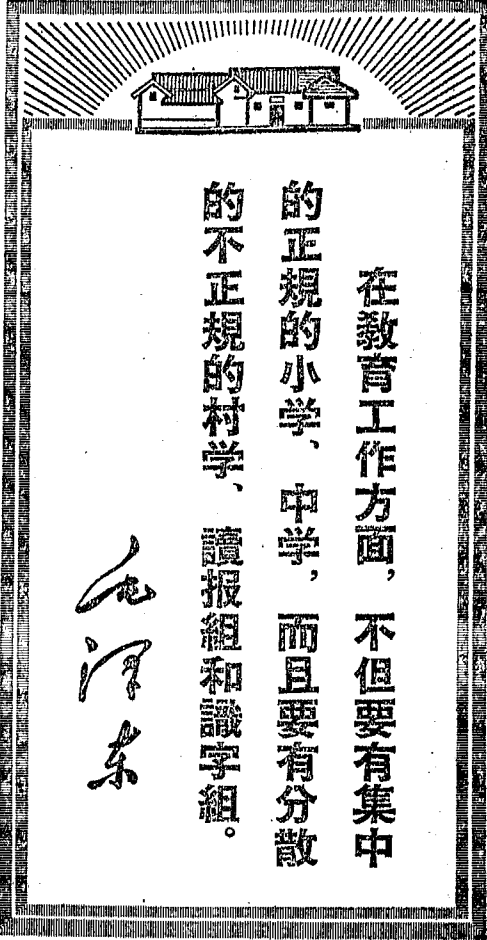 在教育工作方面，不但要有集中
的正規的小学、中学，而且要有分散
的不正規的村学、讀报組和識字組。
毛泽东